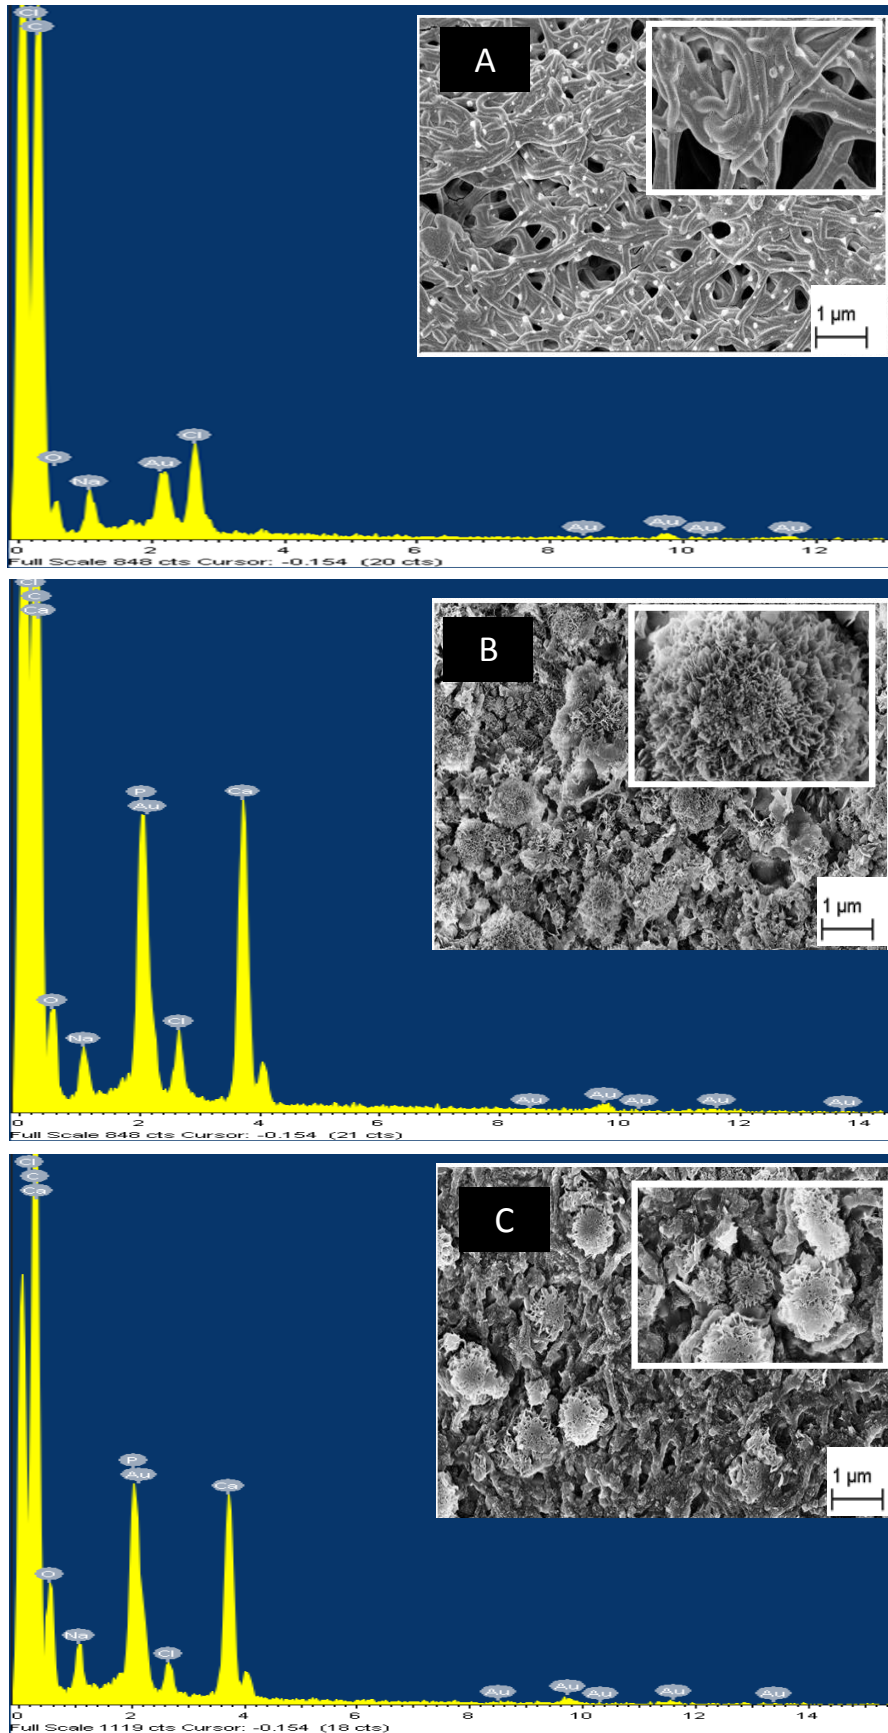 Cl
C
A
1 µm
O
Na
Au
Cl
Au
Au
Au
Au
0 2 4 6 8 10 12
Full Scale 848 cts Cursor: -0.154 (20 cts)
Cl
C
Ca
B
1 µm
P
Au
Ca
O
Na
Cl
Au
Au
Au
Au
Au
0 2 4 6 8 10 12 14
Full Scale 848 cts Cursor: -0.154 (21 cts)
Cl
C
Ca
C
1 µm
P
Au
Ca
O
Na
Cl
Au
Au
Au
Au
Au
0 2 4 6 8 10 12 14
Full Scale 1119 cts Cursor: -0.154 (18 cts)